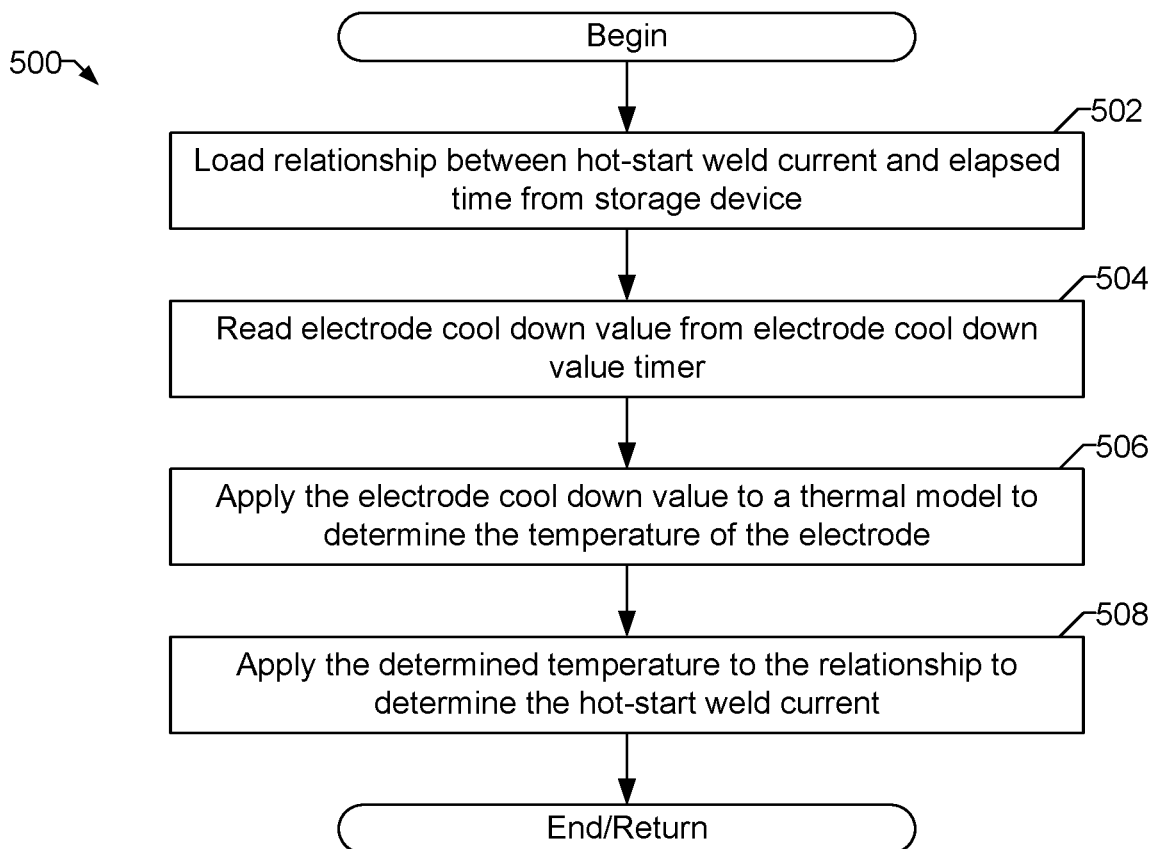 Begin
500
502
Load relationship between hot-start weld current and elapsed
time from storage device
504
Read electrode cool down value from electrode cool down
value timer
506
Apply the electrode cool down value to a thermal model to
determine the temperature of the electrode
508
Apply the determined temperature to the relationship to
determine the hot-start weld current
End/Return